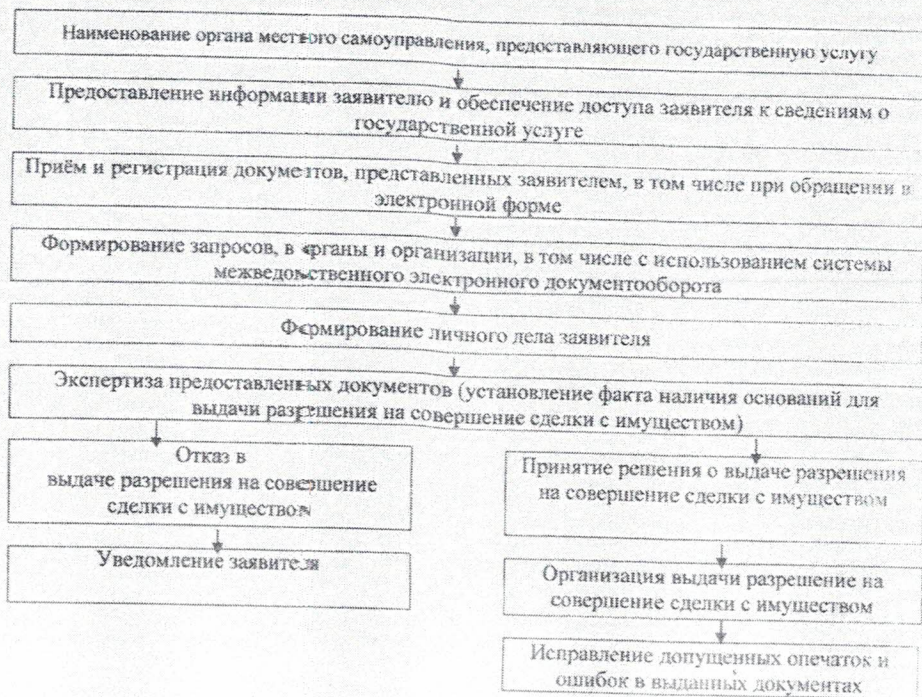 Наименование органа местного самоуправления, предоставляющего государственную услугу
Предоставление информации заявителю и обеспечение доступа заявителя к сведениям о
государственной услуге
Приём и регистрация документов, представленных заявителем, в том числе при обращении в
электронной форме
Формирование запросов, в органы и организации, в том числе с использованием системы
межведомственного электронного документооборота
Формирование личного дела заявителя
Экспертиза предоставленных документов (установление факта наличия оснований для
выдачи разрешения на совершение сделки с имуществом)
Отказ в
выдаче разрешения на совершение
сделки с имуществом
Уведомление заявителя
Принятие решения о выдаче разрешения
на совершение сделки с имуществом
Организация выдачи разрешение на
совершение сделки с имуществом
Исправление допущенных опечаток и
ошибок в выданных документах